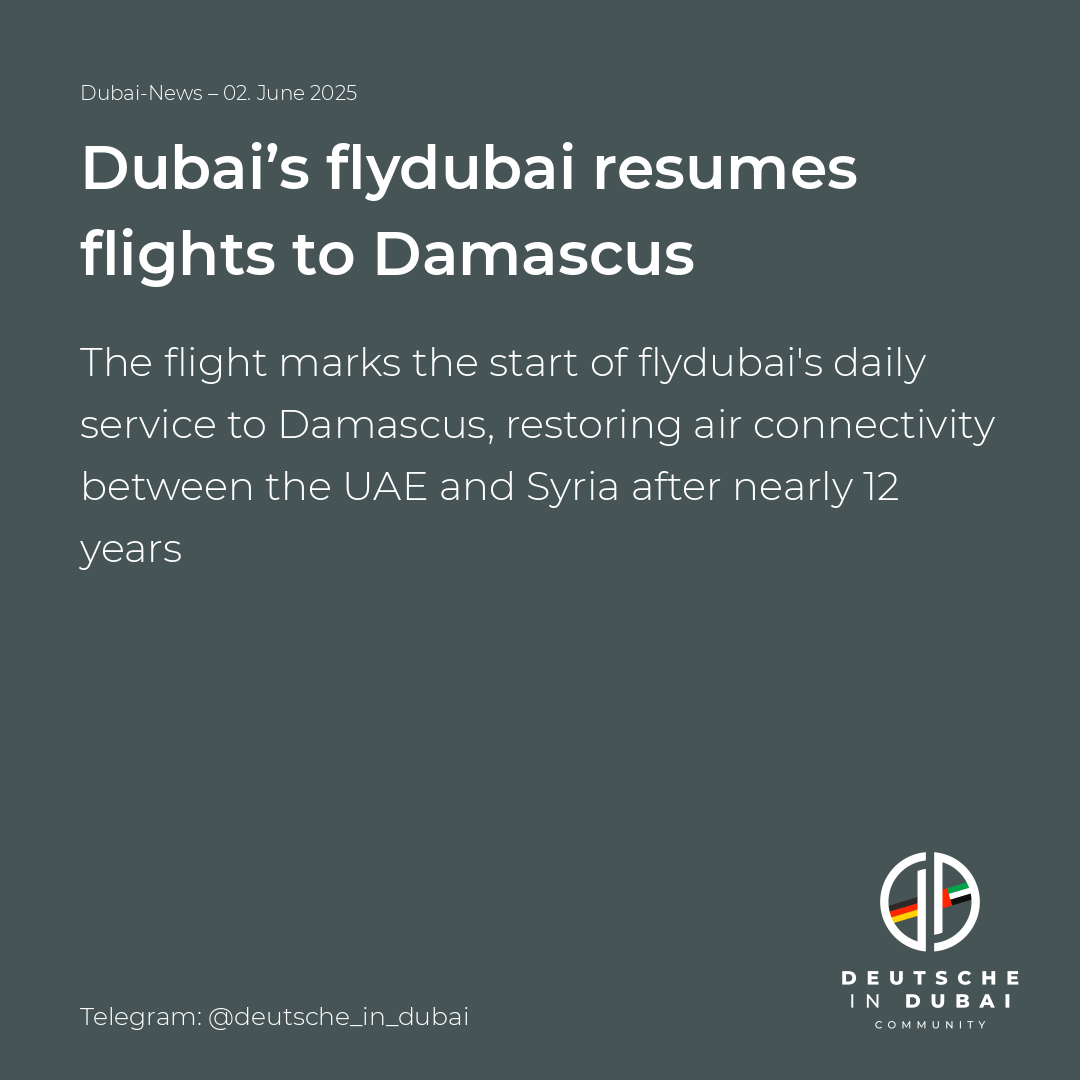 Dubai-News – 02. June 2025
Dubai’s flydubai resumes
flights to Damascus
The flight marks the start of flydubai's daily
service to Damascus, restoring air connectivity
between the UAE and Syria after nearly 12
years
DEUTSCHE
IN DUBAI
COMMUNITY
Telegram: @deutsche_in_dubai